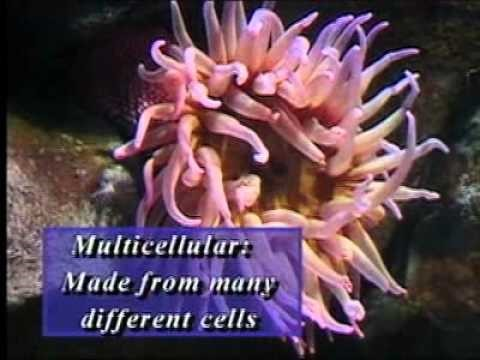 Multicellular:
Made from many
different cells